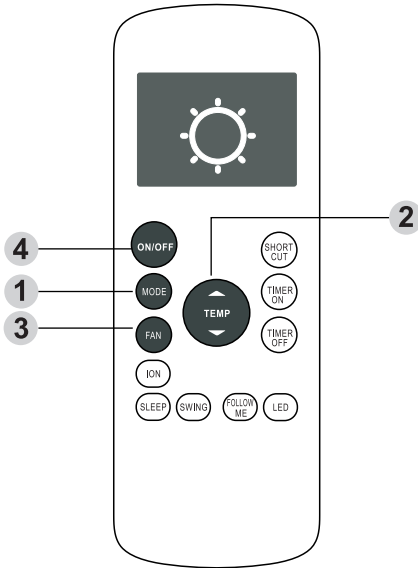 2
4
ON/OFF
SHORT
CUT
1
MODE
TEMP
TIMER
ON
3
FAN
TIMER
OFF
ION
SLEEP
SWING
FOLLOW
ME
LED